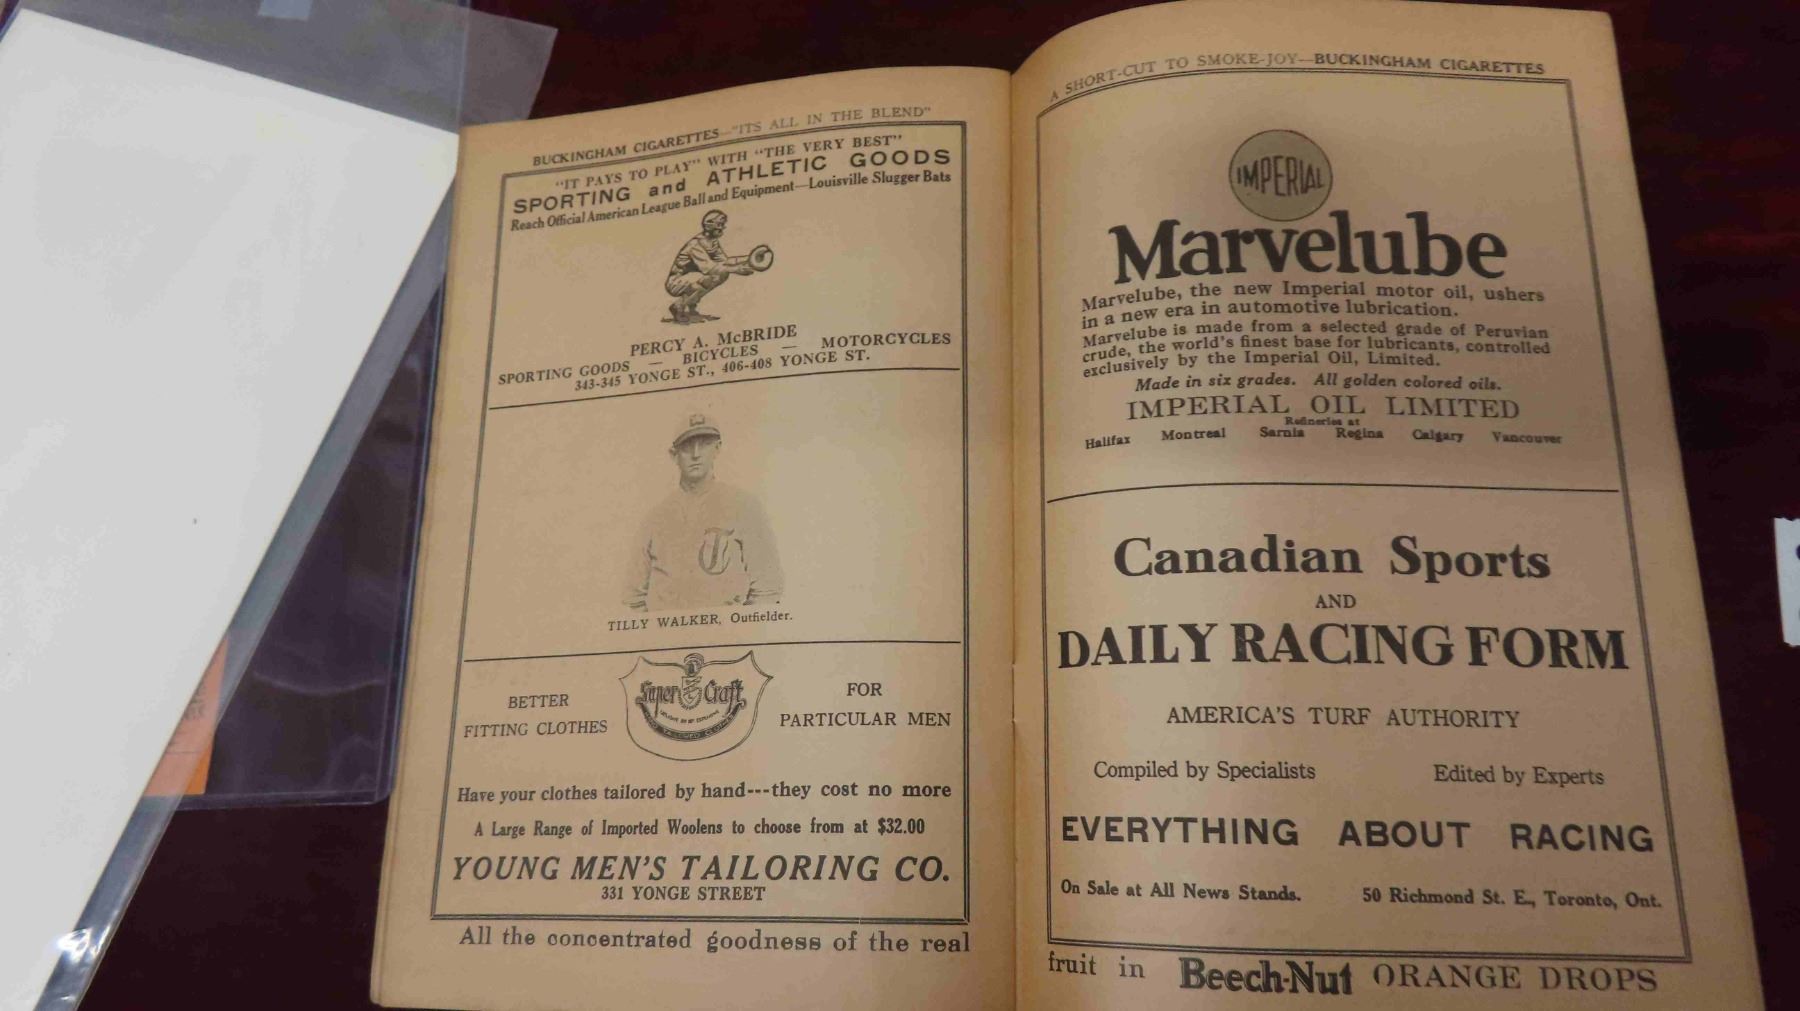 BUCKINGHAM CIGARETTES—"ITS ALL IN THE BLEND"
"IT PAYS TO PLAY" WITH "THE VERY BEST"
SPORTING and ATHLETIC GOODS
Reach Official American League Ball and Equipment—Louisville Slugger Bats
PERCY A. McBRIDE
SPORTING GOODS — BICYCLES — MOTORCYCLES
343-345 YONGE ST., 406-408 YONGE ST.
T
TILLY WALKER, Outfielder.
BETTER
FITTING CLOTHES
Super Craft
FOR
PARTICULAR MEN
Have your clothes tailored by hand---they cost no more
A Large Range of Imported Woolens to choose from at $32.00
YOUNG MEN'S TAILORING CO.
331 YONGE STREET
All the concentrated goodness of the real
A SHORT-CUT TO SMOKE-JOY—BUCKINGHAM CIGARETTES
IMPERIAL
Marvelube
Marvelube, the new Imperial motor oil, ushers
in a new era in automotive lubrication.
Marvelube is made from a selected grade of Peruvian
crude, the world's finest base for lubricants, controlled
exclusively by the Imperial Oil, Limited.
Made in six grades. All golden colored oils.
IMPERIAL OIL LIMITED
Refineries at
Halifax Montreal Sarnia Regina Calgary Vancouver
Canadian Sports
AND
DAILY RACING FORM
AMERICA'S TURF AUTHORITY
Compiled by Specialists Edited by Experts
EVERYTHING ABOUT RACING
On Sale at All News Stands. 50 Richmond St. E., Toronto, Ont.
fruit in Beech-Nut ORANGE DROPS